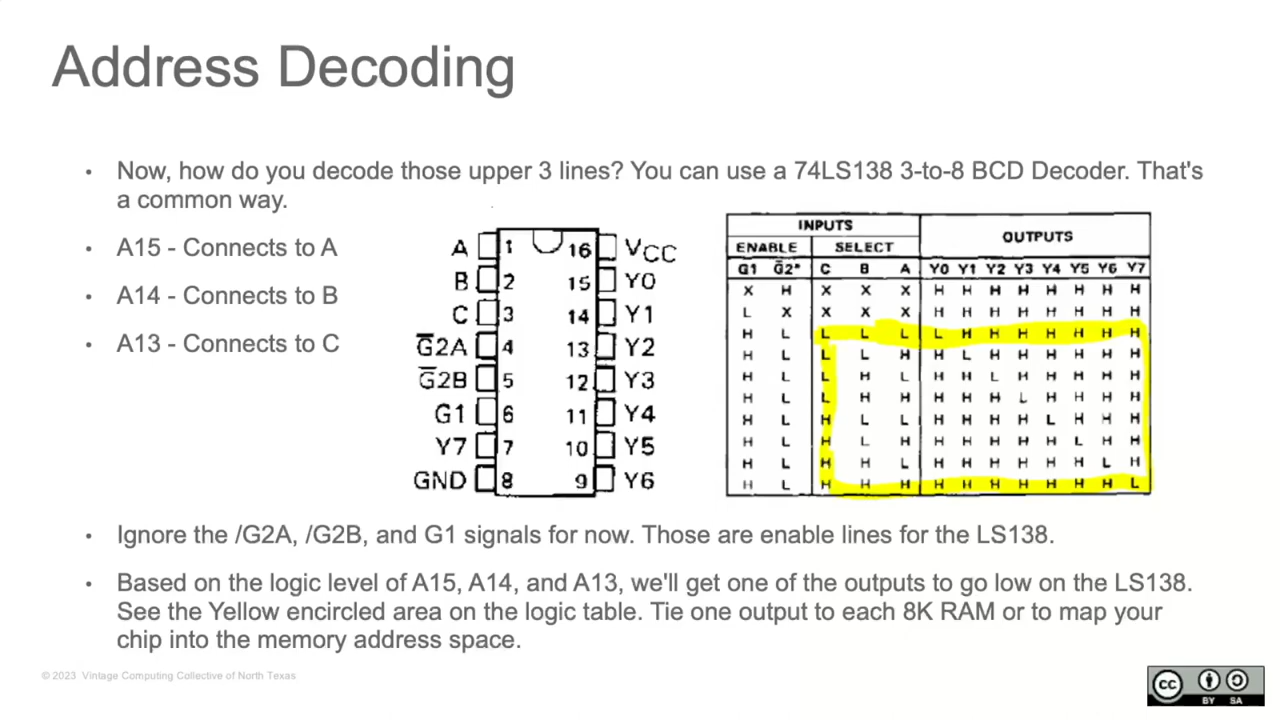 Address Decoding
• Now, how do you decode those upper 3 lines? You can use a 74LS138 3-to-8 BCD Decoder. That's
a common way.
• A15 - Connects to A
• A14 - Connects to B
• A13 - Connects to C
A 1 16 VCC
B 2 15 Y0
C 3 14 Y1
G̅2A 4 13 Y2
G̅2B 5 12 Y3
G1 6 11 Y4
Y7 7 10 Y5
GND 8 9 Y6
INPUTS OUTPUTS
ENABLE SELECT
G1 G̅2* C B A Y0 Y1 Y2 Y3 Y4 Y5 Y6 Y7
X H X X X H H H H H H H H
L X X X X H H H H H H H H
H L L L L L H H H H H H H
H L L L H H L H H H H H H
H L L H L H H L H H H H H
H L L H H H H H L H H H H
H L H L L H H H H L H H H
H L H L H H H H H H L H H
H L H H L H H H H H H L H
H L H H H H H H H H H H L
• Ignore the /G2A, /G2B, and G1 signals for now. Those are enable lines for the LS138.
• Based on the logic level of A15, A14, and A13, we'll get one of the outputs to go low on the LS138.
See the Yellow encircled area on the logic table. Tie one output to each 8K RAM or to map your
chip into the memory address space.
© 2023 Vintage Computing Collective of North Texas
CC BY SA